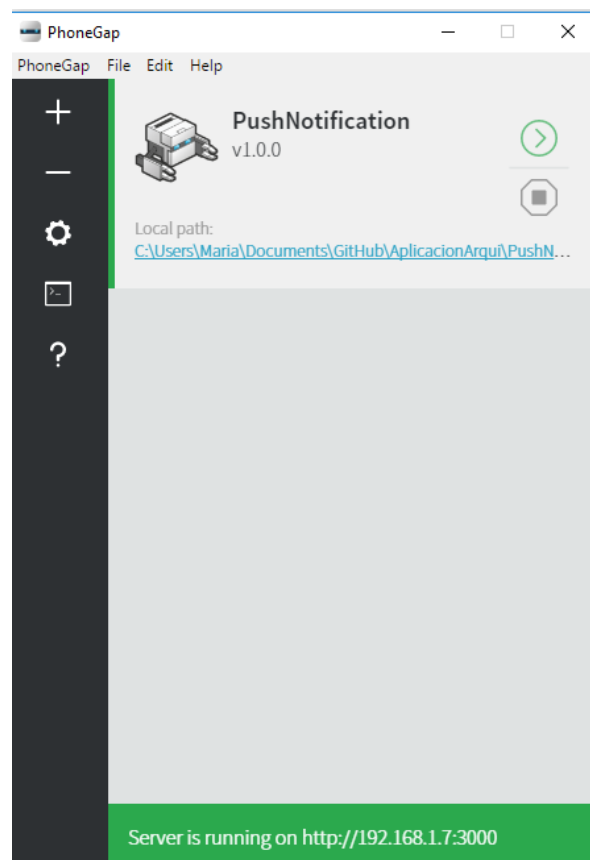 PhoneGap
PhoneGap File Edit Help
PushNotification
v1.0.0
Local path:
C:\Users\Maria\Documents\GitHub\AplicacionArqui\PushN...
Server is running on http://192.168.1.7:3000